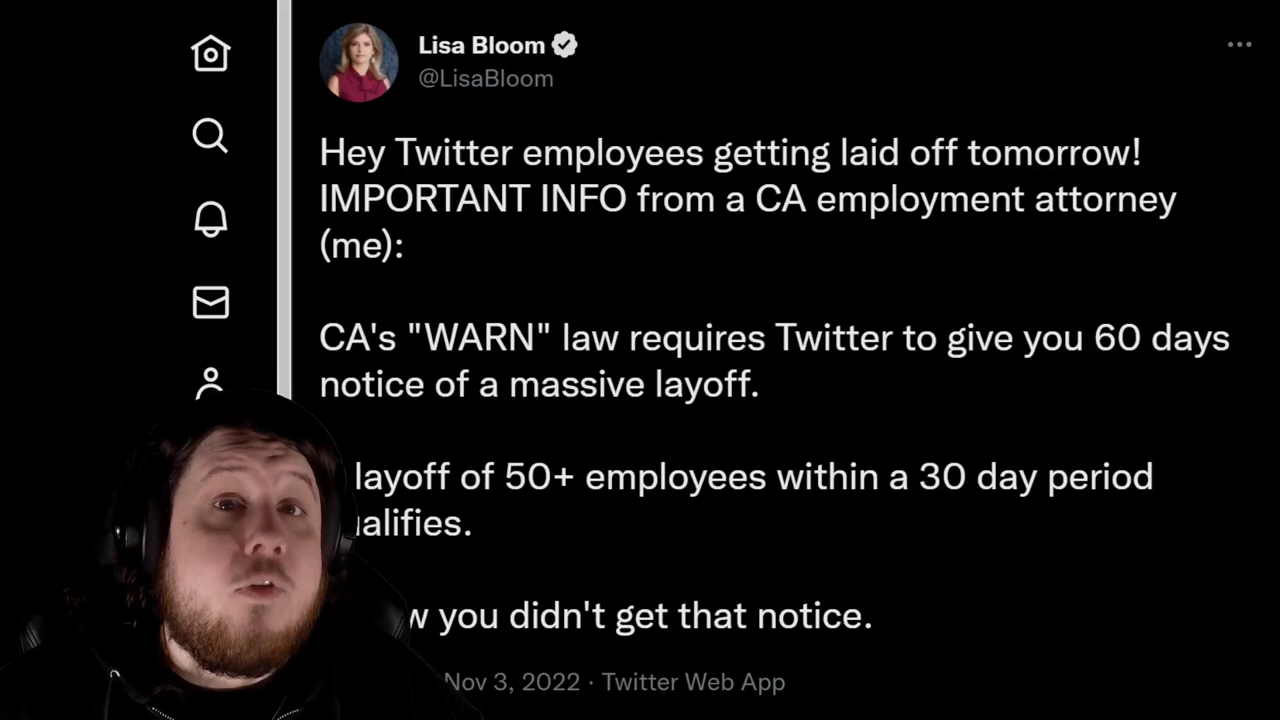 Lisa Bloom
@LisaBloom
Hey Twitter employees getting laid off tomorrow!
IMPORTANT INFO from a CA employment attorney
(me):
CA's "WARN" law requires Twitter to give you 60 days
notice of a massive layoff.
layoff of 50+ employees within a 30 day period
ualifies.
w you didn't get that notice.
Nov 3, 2022 · Twitter Web App